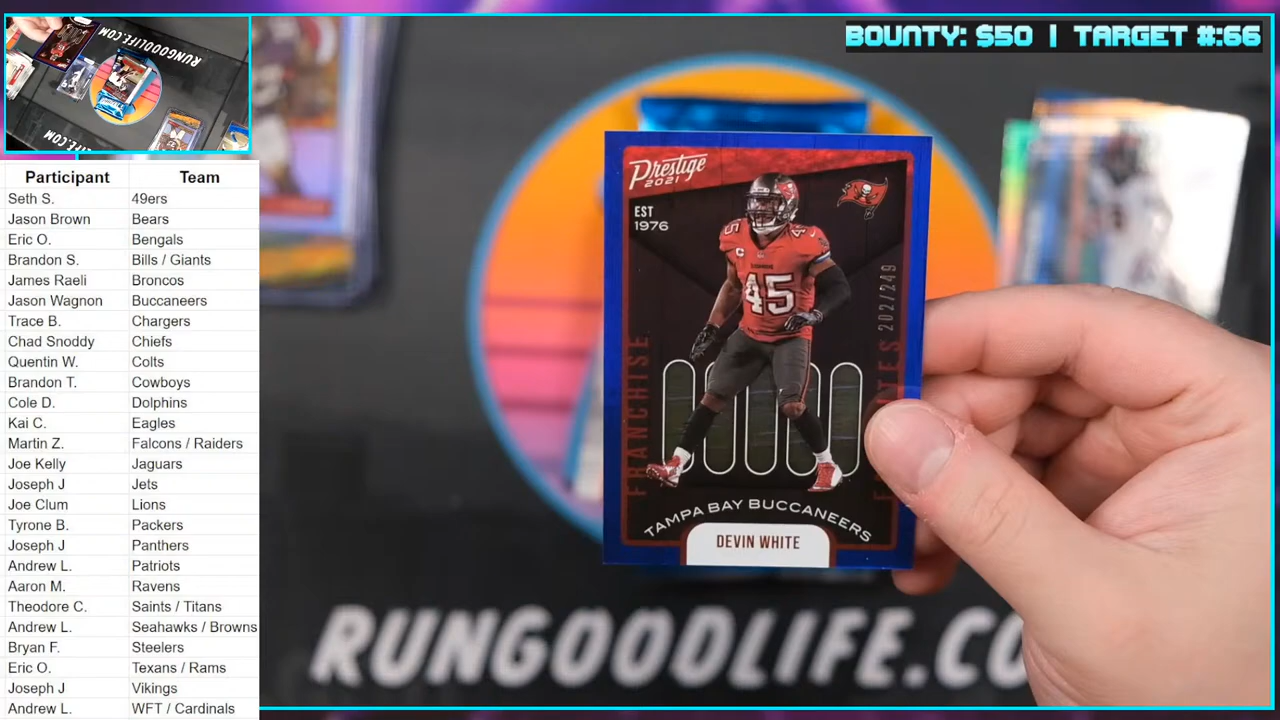 BOUNTY: $50 | TARGET #:66
RUNGOODLIFE.COM
Participant Team
Seth S. 49ers
Jason Brown Bears
Eric O. Bengals
Brandon S. Bills / Giants
James Raeli Broncos
Jason Wagnon Buccaneers
Trace B. Chargers
Chad Snoddy Chiefs
Quentin W. Colts
Brandon T. Cowboys
Cole D. Dolphins
Kai C. Eagles
Martin Z. Falcons / Raiders
Joe Kelly Jaguars
Joseph J Jets
Joe Clum Lions
Tyrone B. Packers
Joseph J Panthers
Andrew L. Patriots
Aaron M. Ravens
Theodore C. Saints / Titans
Andrew L. Seahawks / Browns
Bryan F. Steelers
Eric O. Texans / Rams
Joseph J Vikings
Andrew L. WFT / Cardinals
Prestige
2021
EST
1976
45
FRANCHISE
202/249
TAMPA BAY BUCCANEERS
DEVIN WHITE
RUNGOODLIFE.CO